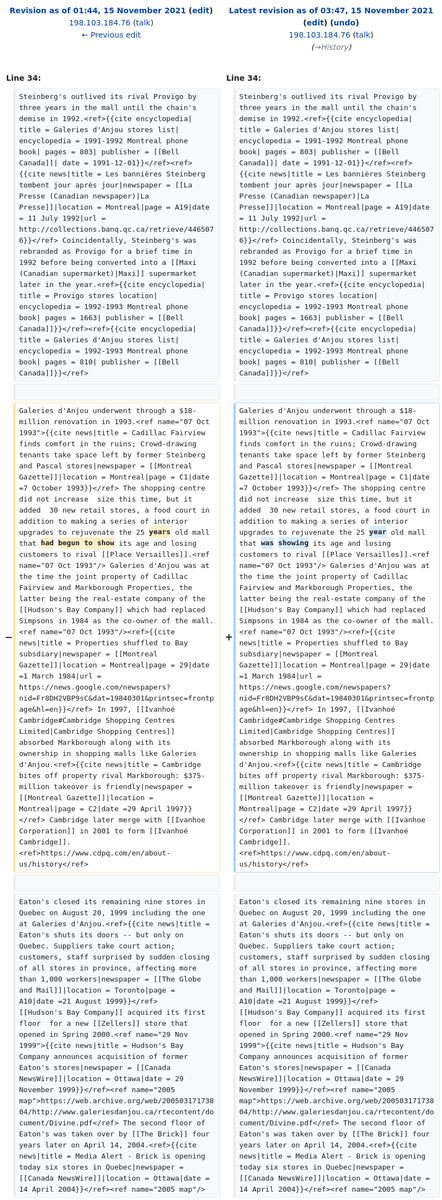 Revision as of 01:44, 15 November 2021 (edit)
198.103.184.76 (talk)
← Previous edit
Latest revision as of 03:47, 15 November 2021
(edit) (undo)
198.103.184.76 (talk)
(→History)
Line 34:
Steinberg's outlived its rival Provigo by
three years in the mall until the chain's
demise in 1992.<ref>{{cite encyclopedia|
title = Galeries d'Anjou stores list|
encyclopedia = 1991-1992 Montreal phone
book| pages = 803| publisher = [[Bell
Canada]]| date = 1991-12-01}}</ref><ref>
{{cite news|title = Les bannières Steinberg
tombent jour après jour|newspaper = [[La
Presse (Canadian newspaper)|La
Presse]]|location = Montreal|page = A19|date
= 11 July 1992|url =
http://collections.banq.qc.ca/retrieve/446507
6}}</ref> Coincidentally, Steinberg's was
rebranded as Provigo for a brief time in
1992 before being converted into a [[Maxi
(Canadian supermarket)|Maxi]] supermarket
later in the year.<ref>{{cite encyclopedia|
title = Provigo stores location|
encyclopedia = 1992-1993 Montreal phone
book| pages = 1663| publisher = [[Bell
Canada]]}}</ref><ref>{{cite encyclopedia|
title = Galeries d'Anjou stores list|
encyclopedia = 1992-1993 Montreal phone
book| pages = 810| publisher = [[Bell
Canada]]}}</ref>
Galeries d'Anjou underwent through a $18-
million renovation in 1993.<ref name="07 Oct
1993">{{cite news|title = Cadillac Fairview
finds comfort in the ruins; Crowd-drawing
tenants take space left by former Steinberg
and Pascal stores|newspaper = [[Montreal
Gazette]]|location = Montreal|page = C1|date
=7 October 1993}}</ref> The shopping centre
did not increase  size this time, but it
added  30 new retail stores, a food court in
addition to making a series of interior
upgrades to rejuvenate the 25 years old mall
that had begun to show its age and losing
customers to rival [[Place Versailles]].<ref
name="07 Oct 1993"/> Galeries d'Anjou was at
the time the joint property of Cadillac
Fairview and Markborough Properties, the
latter being the real-estate company of the
[[Hudson's Bay Company]] which had replaced
Simpsons in 1984 as the co-owner of the mall.
− <ref name="07 Oct 1993"/><ref>{{cite
news|title = Properties shuffled to Bay
subsdiary|newspaper = [[Montreal
Gazette]]|location = Montreal|page = 29|date
=1 March 1984|url =
https://news.google.com/newspapers?
nid=Fr8DH2VBP9sC&dat=19840301&printsec=frontp
age&hl=en}}</ref> In 1997, [[Ivanhoé
Cambridge#Cambridge Shopping Centres
Limited|Cambridge Shopping Centres]]
absorbed Markborough along with its
ownership in shopping malls like Galeries
d'Anjou.<ref>{{cite news|title = Cambridge
bites off property rival Markborough: $375-
million takeover is friendly|newspaper =
[[Montreal Gazette]]|location =
Montreal|page = C2|date =29 April 1997}}
</ref> Cambridge later merge with [[Ivanhoe
Corporation]] in 2001 to form [[Ivanhoe
Cambridge]].
<ref>https://www.cdpq.com/en/about-
us/history</ref>
Eaton's closed its remaining nine stores in
Quebec on August 20, 1999 including the one
at Galeries d'Anjou.<ref>{{cite news|title =
Eaton's shuts its doors -- but only on
Quebec. Suppliers take court action;
customers, staff surprised by sudden closing
of all stores in province, affecting more
than 1,000 workers|newspaper = [[The Globe
and Mail]]|location = Toronto|page =
A10|date =21 August 1999}}</ref>
[[Hudson's Bay Company]] acquired its first
floor  for a new [[Zellers]] store that
opened in Spring 2000.<ref name="29 Nov
1999">{{cite news|title = Hudson's Bay
Company announces acquisition of former
Eaton's stores|newspaper = [[Canada
NewsWire]]|location = Ottawa|date = 29
November 1999}}</ref><ref name="2005
map">https://web.archive.org/web/200503171738
04/http://www.galeriesdanjou.ca/rtecontent/do
cument/Divine.pdf</ref> The second floor of
Eaton's was taken over by [[The Brick]] four
years later on April 14, 2004.<ref>{{cite
news|title = Media Alert - Brick is opening
today six stores in Quebec|newspaper =
[[Canada NewsWire]]|location = Ottawa|date =
14 April 2004}}</ref><ref name="2005 map"/>
Line 34:
Steinberg's outlived its rival Provigo by
three years in the mall until the chain's
demise in 1992.<ref>{{cite encyclopedia|
title = Galeries d'Anjou stores list|
encyclopedia = 1991-1992 Montreal phone
book| pages = 803| publisher = [[Bell
Canada]]| date = 1991-12-01}}</ref><ref>
{{cite news|title = Les bannières Steinberg
tombent jour après jour|newspaper = [[La
Presse (Canadian newspaper)|La
Presse]]|location = Montreal|page = A19|date
= 11 July 1992|url =
http://collections.banq.qc.ca/retrieve/446507
6}}</ref> Coincidentally, Steinberg's was
rebranded as Provigo for a brief time in
1992 before being converted into a [[Maxi
(Canadian supermarket)|Maxi]] supermarket
later in the year.<ref>{{cite encyclopedia|
title = Provigo stores location|
encyclopedia = 1992-1993 Montreal phone
book| pages = 1663| publisher = [[Bell
Canada]]}}</ref><ref>{{cite encyclopedia|
title = Galeries d'Anjou stores list|
encyclopedia = 1992-1993 Montreal phone
book| pages = 810| publisher = [[Bell
Canada]]}}</ref>
Galeries d'Anjou underwent through a $18-
million renovation in 1993.<ref name="07 Oct
1993">{{cite news|title = Cadillac Fairview
finds comfort in the ruins; Crowd-drawing
tenants take space left by former Steinberg
and Pascal stores|newspaper = [[Montreal
Gazette]]|location = Montreal|page = C1|date
=7 October 1993}}</ref> The shopping centre
did not increase  size this time, but it
added  30 new retail stores, a food court in
addition to making a series of interior
upgrades to rejuvenate the 25 year old mall
that was showing its age and losing
customers to rival [[Place Versailles]].<ref
name="07 Oct 1993"/> Galeries d'Anjou was at
the time the joint property of Cadillac
Fairview and Markborough Properties, the
latter being the real-estate company of the
[[Hudson's Bay Company]] which had replaced
Simpsons in 1984 as the co-owner of the mall.
+ <ref name="07 Oct 1993"/><ref>{{cite
news|title = Properties shuffled to Bay
subsdiary|newspaper = [[Montreal
Gazette]]|location = Montreal|page = 29|date
=1 March 1984|url =
https://news.google.com/newspapers?
nid=Fr8DH2VBP9sC&dat=19840301&printsec=frontp
age&hl=en}}</ref> In 1997, [[Ivanhoé
Cambridge#Cambridge Shopping Centres
Limited|Cambridge Shopping Centres]]
absorbed Markborough along with its
ownership in shopping malls like Galeries
d'Anjou.<ref>{{cite news|title = Cambridge
bites off property rival Markborough: $375-
million takeover is friendly|newspaper =
[[Montreal Gazette]]|location =
Montreal|page = C2|date =29 April 1997}}
</ref> Cambridge later merge with [[Ivanhoe
Corporation]] in 2001 to form [[Ivanhoe
Cambridge]].
<ref>https://www.cdpq.com/en/about-
us/history</ref>
Eaton's closed its remaining nine stores in
Quebec on August 20, 1999 including the one
at Galeries d'Anjou.<ref>{{cite news|title =
Eaton's shuts its doors -- but only on
Quebec. Suppliers take court action;
customers, staff surprised by sudden closing
of all stores in province, affecting more
than 1,000 workers|newspaper = [[The Globe
and Mail]]|location = Toronto|page =
A10|date =21 August 1999}}</ref>
[[Hudson's Bay Company]] acquired its first
floor  for a new [[Zellers]] store that
opened in Spring 2000.<ref name="29 Nov
1999">{{cite news|title = Hudson's Bay
Company announces acquisition of former
Eaton's stores|newspaper = [[Canada
NewsWire]]|location = Ottawa|date = 29
November 1999}}</ref><ref name="2005
map">https://web.archive.org/web/200503171738
04/http://www.galeriesdanjou.ca/rtecontent/do
cument/Divine.pdf</ref> The second floor of
Eaton's was taken over by [[The Brick]] four
years later on April 14, 2004.<ref>{{cite
news|title = Media Alert - Brick is opening
today six stores in Quebec|newspaper =
[[Canada NewsWire]]|location = Ottawa|date =
14 April 2004}}</ref><ref name="2005 map"/>